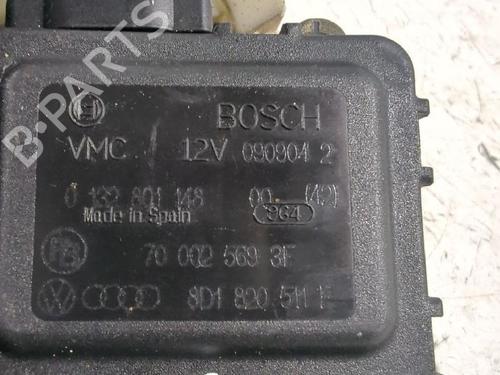 B-PARTS
BOSCH
VMC 12V 090904 2
0 132 801 148 00 (42)
Made in Spain 9G4
70 002 569 3F
8D1 820 511 F